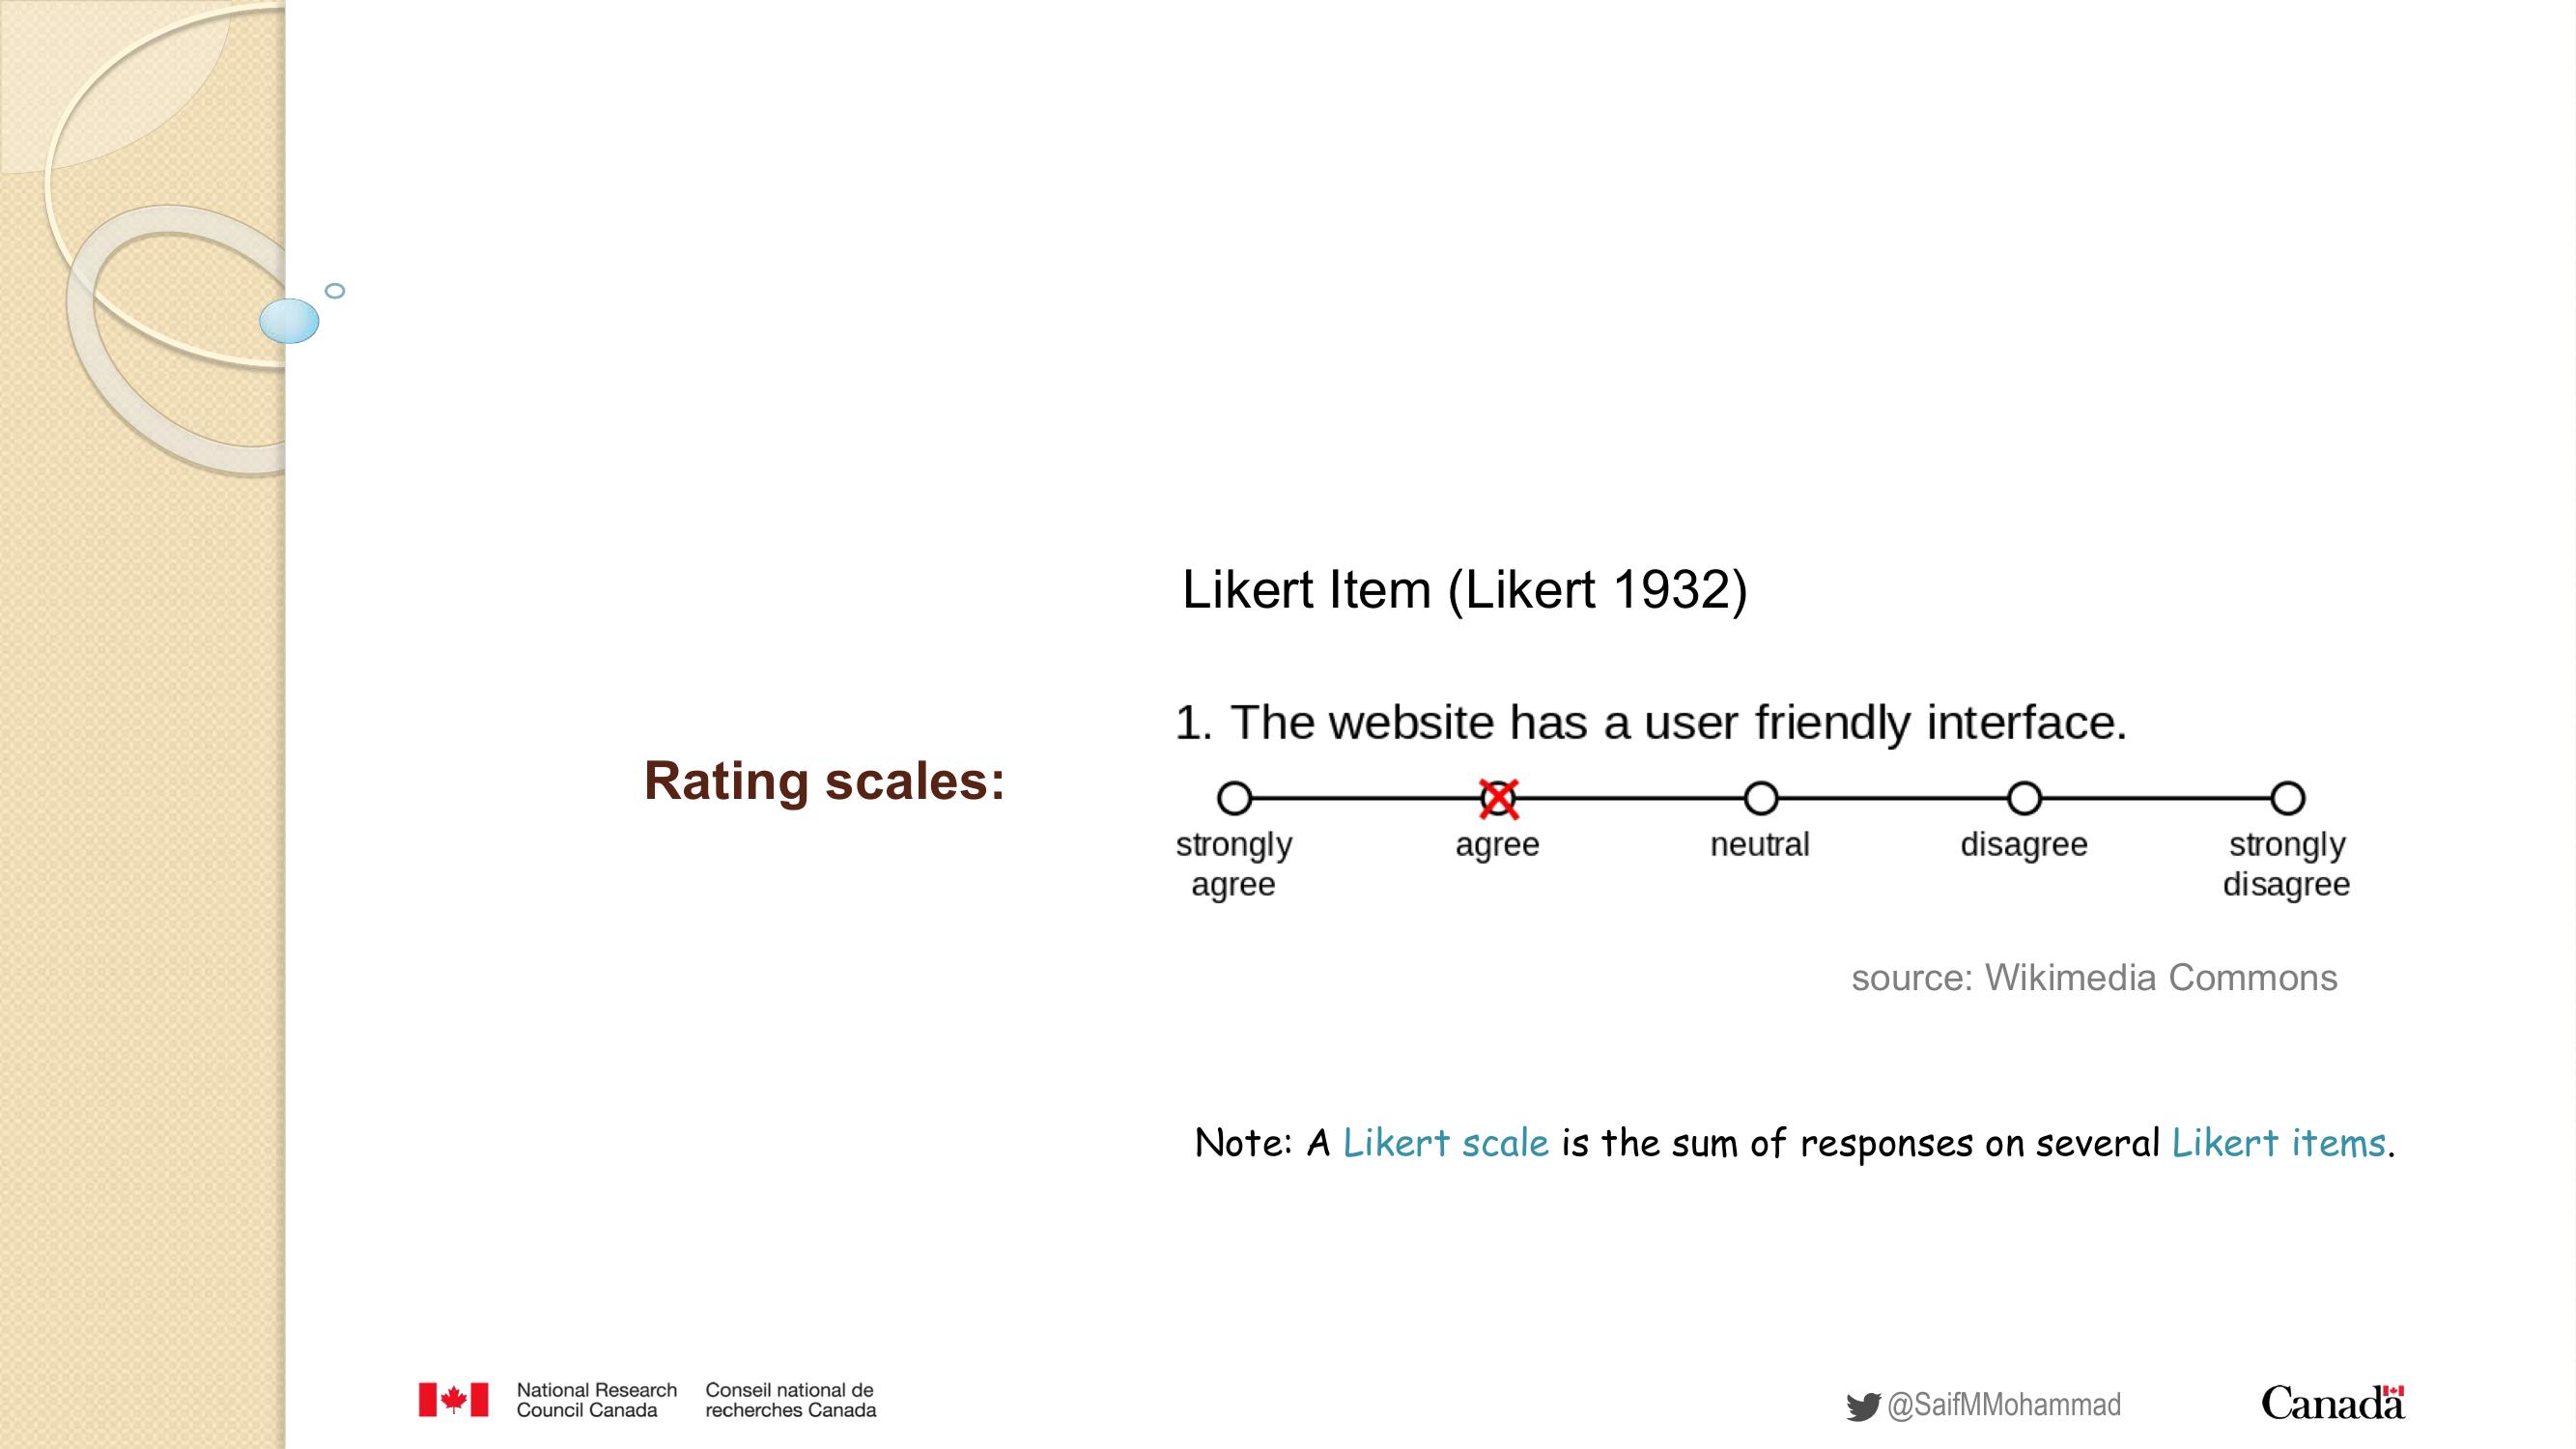 Likert Item (Likert 1932)
1. The website has a user friendly interface.
Rating scales:
strongly agree
agree
neutral
disagree
strongly disagree
source: Wikimedia Commons
Note: A Likert scale is the sum of responses on several Likert items.
National Research Council Canada
Conseil national de recherches Canada
@SaifMMohammad
Canada